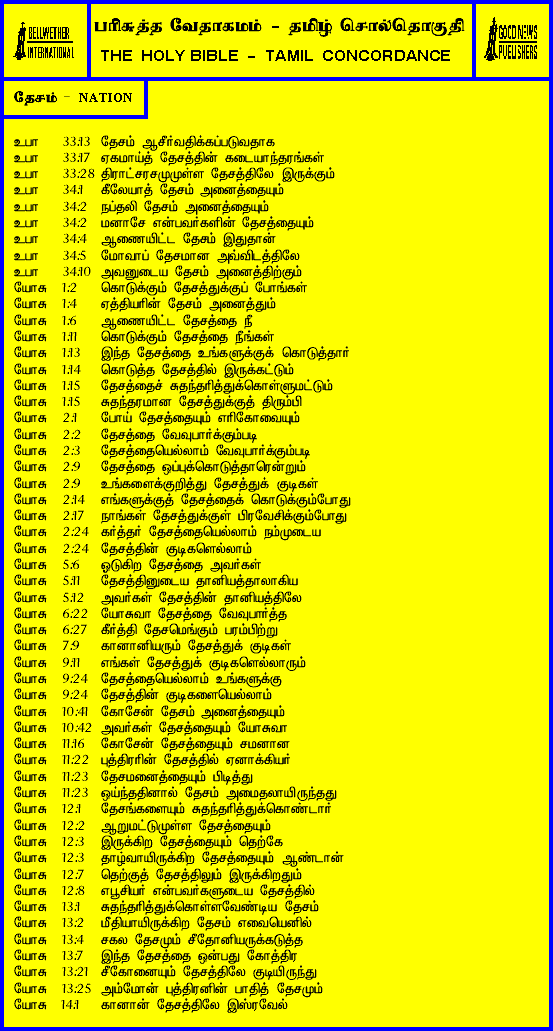 BELLWETHER
INTERNATIONAL
பரிசுத்த வேதாகமம் - தமிழ் சொல்தொகுதி
THE HOLY BIBLE - TAMIL CONCORDANCE
GOOD NEWS
PUBLISHERS
தேசம் - NATION
உபா 33:13 தேசம் ஆசீர்வதிக்கப்படுவதாக
உபா 33:17 ஏகமாய்த் தேசத்தின் கடையாந்தரங்கள்
உபா 33:28 திராட்சரசமுமுள்ள தேசத்திலே இருக்கும்
உபா 34:1 கீலேயாத் தேசம் அனைத்தையும்
உபா 34:2 நப்தலி தேசம் அனைத்தையும்
உபா 34:2 மனாசே என்பவர்களின் தேசத்தையும்
உபா 34:4 ஆணையிட்ட தேசம் இதுதான்
உபா 34:5 மோவாப் தேசமான அவ்விடத்திலே
உபா 34:10 அவனுடைய தேசம் அனைத்திற்கும்
யோசு 1:2 கொடுக்கும் தேசத்துக்குப் போங்கள்
யோசு 1:4 ஏத்தியரின் தேசம் அனைத்தும்
யோசு 1:6 ஆணையிட்ட தேசத்தை நீ
யோசு 1:11 கொடுக்கும் தேசத்தை நீங்கள்
யோசு 1:13 இந்த தேசத்தை உங்களுக்குக் கொடுத்தார்
யோசு 1:14 கொடுத்த தேசத்தில் இருக்கட்டும்
யோசு 1:15 தேசத்தைச் சுதந்தரித்துக்கொள்ளுமட்டும்
யோசு 1:15 சுதந்தரமான தேசத்துக்குத் திரும்பி
யோசு 2:1 போய் தேசத்தையும் எரிகோவையும்
யோசு 2:2 தேசத்தை வேவுபார்க்கும்படி
யோசு 2:3 தேசத்தையெல்லாம் வேவுபார்க்கும்படி
யோசு 2:9 தேசத்தை ஒப்புக்கொடுத்தாரென்றும்
யோசு 2:9 உங்களைக்குறித்து தேசத்துக் குடிகள்
யோசு 2:14 எங்களுக்குத் தேசத்தைக் கொடுக்கும்போது
யோசு 2:17 நாங்கள் தேசத்துக்குள் பிரவேசிக்கும்போது
யோசு 2:24 கர்த்தர் தேசத்தையெல்லாம் நம்முடைய
யோசு 2:24 தேசத்தின் குடிகளெல்லாம்
யோசு 5:6 ஓடுகிற தேசத்தை அவர்கள்
யோசு 5:11 தேசத்தினுடைய தானியத்தாலாகிய
யோசு 5:12 அவர்கள் தேசத்தின் தானியத்திலே
யோசு 6:22 யோசுவா தேசத்தை வேவுபார்த்த
யோசு 6:27 கீர்த்தி தேசமெங்கும் பரம்பிற்று
யோசு 7:9 கானானியரும் தேசத்துக் குடிகள்
யோசு 9:11 எங்கள் தேசத்துக் குடிகளெல்லாரும்
யோசு 9:24 தேசத்தையெல்லாம் உங்களுக்கு
யோசு 9:24 தேசத்தின் குடிகளையெல்லாம்
யோசு 10:41 கோசேன் தேசம் அனைத்தையும்
யோசு 10:42 அவர்கள் தேசத்தையும் யோசுவா
யோசு 11:16 கோசேன் தேசத்தையும் சமனான
யோசு 11:22 புத்திரரின் தேசத்தில் ஏனாக்கியர்
யோசு 11:23 தேசமனைத்தையும் பிடித்து
யோசு 11:23 ஒய்ந்ததினால் தேசம் அமைதலாயிருந்தது
யோசு 12:1 தேசங்களையும் சுதந்தரித்துக்கொண்டார்
யோசு 12:2 ஆறுமட்டுமுள்ள தேசத்தையும்
யோசு 12:3 இருக்கிற தேசத்தையும் தெற்கே
யோசு 12:3 தாழ்வாயிருக்கிற தேசத்தையும் ஆண்டான்
யோசு 12:7 தெற்குத் தேசத்திலும் இருக்கிறதும்
யோசு 12:8 எபூசியர் என்பவர்களுடைய தேசத்தில்
யோசு 13:1 சுதந்தரித்துக்கொள்ளவேண்டிய தேசம்
யோசு 13:2 மீதியாயிருக்கிற தேசம் எவையெனில்
யோசு 13:4 சகல தேசமும் சீதோனியருக்கடுத்த
யோசு 13:7 இந்த தேசத்தை ஒன்பது கோத்திர
யோசு 13:21 சீகோனையும் தேசத்திலே குடியிருந்து
யோசு 13:25 அம்மோன் புத்திரனின் பாதித் தேசமும்
யோசு 14:1 கானான் தேசத்திலே இஸ்ரவேல்